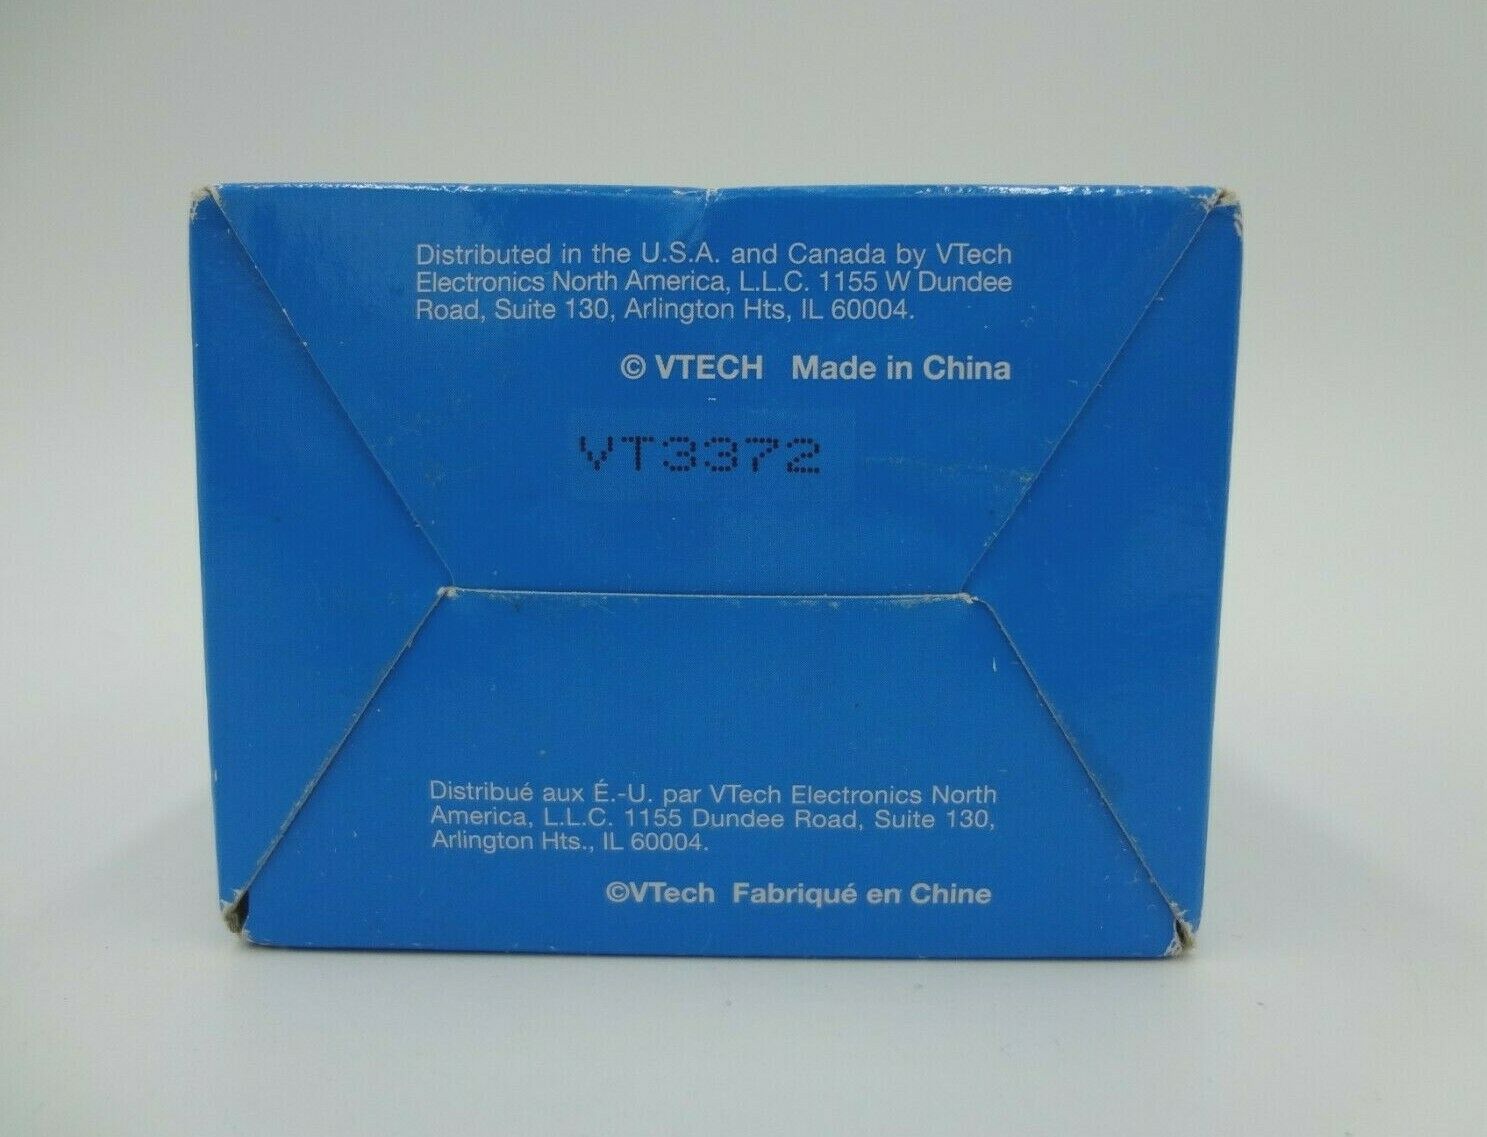 Distributed in the U.S.A. and Canada by VTech
Electronics North America, L.L.C. 1155 W Dundee
Road, Suite 130, Arlington Hts, IL 60004.
© VTECH Made in China
VT3372
Distribué aux É.-U. par VTech Electronics North
America, L.L.C. 1155 Dundee Road, Suite 130,
Arlington Hts., IL 60004.
©VTech Fabriqué en Chine